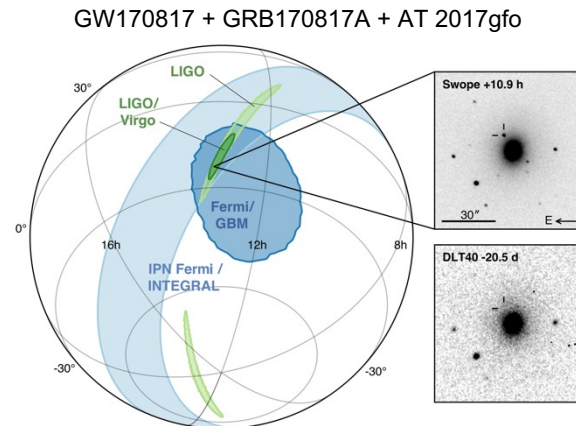 GW170817 + GRB170817A + AT 2017gfo
LIGO
30°
LIGO/
Virgo
Fermi/
GBM
0°
16h
12h
8h
IPN Fermi /
INTEGRAL
-30°
-30°
Swope +10.9 h
30″
E
DLT40 -20.5 d